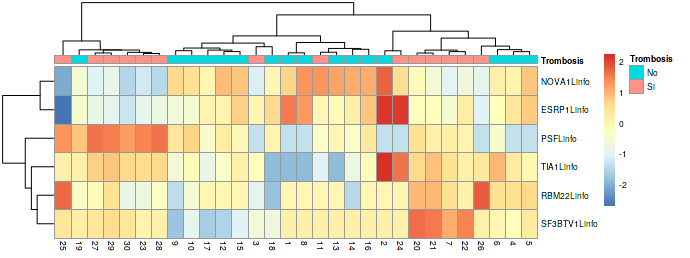 Trombosis
NOVA1Linfo
ESRP1Linfo
PSFLinfo
TIA1Linfo
RBM22Linfo
SF3BTV1Linfo
25 19 27 29 30 23 28 9 10 17 12 15 3 18 1 8 11 13 14 16 2 24 20 21 7 22 26 6 4 5
2
1
0
-1
-2
Trombosis
No
Si